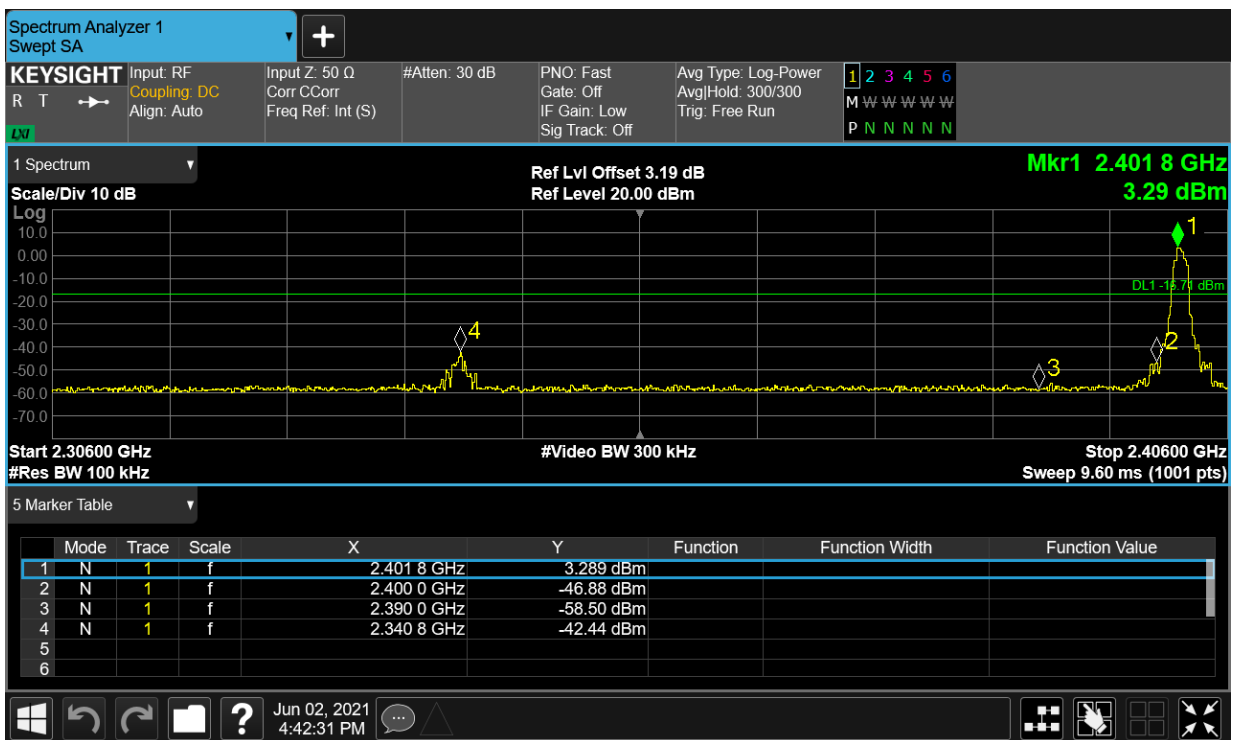 Spectrum Analyzer 1
Swept SA
+
KEYSIGHT
R T
LXI
Input: RF
Coupling: DC
Align: Auto
Input Z: 50 Ω
Corr CCorr
Freq Ref: Int (S)
#Atten: 30 dB
PNO: Fast
Gate: Off
IF Gain: Low
Sig Track: Off
Avg Type: Log-Power
Avg|Hold: 300/300
Trig: Free Run
1 2 3 4 5 6
M W W W W W
P N N N N N
1 Spectrum
Scale/Div 10 dB
Ref Lvl Offset 3.19 dB
Ref Level 20.00 dBm
Mkr1 2.401 8 GHz
3.29 dBm
Log
10.0
0.00
-10.0
-20.0
-30.0
-40.0
-50.0
-60.0
-70.0
1
DL1 -16.71 dBm
4
2
3
Start 2.30600 GHz
#Video BW 300 kHz
Stop 2.40600 GHz
#Res BW 100 kHz
Sweep 9.60 ms (1001 pts)
5 Marker Table
Mode Trace Scale X Y Function Function Width Function Value
1 N 1 f 2.401 8 GHz 3.289 dBm
2 N 1 f 2.400 0 GHz -46.88 dBm
3 N 1 f 2.390 0 GHz -58.50 dBm
4 N 1 f 2.340 8 GHz -42.44 dBm
5
6
?
Jun 02, 2021
4:42:31 PM